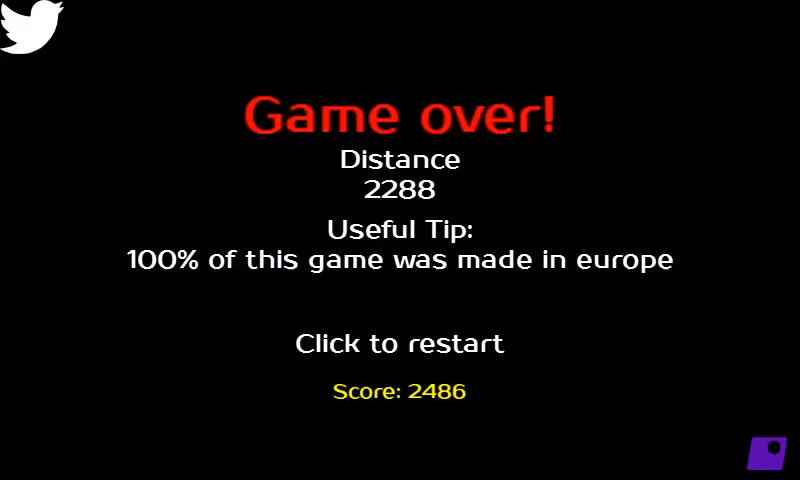 Game over!
Distance
2288
Useful Tip:
100% of this game was made in europe
Click to restart
Score: 2486